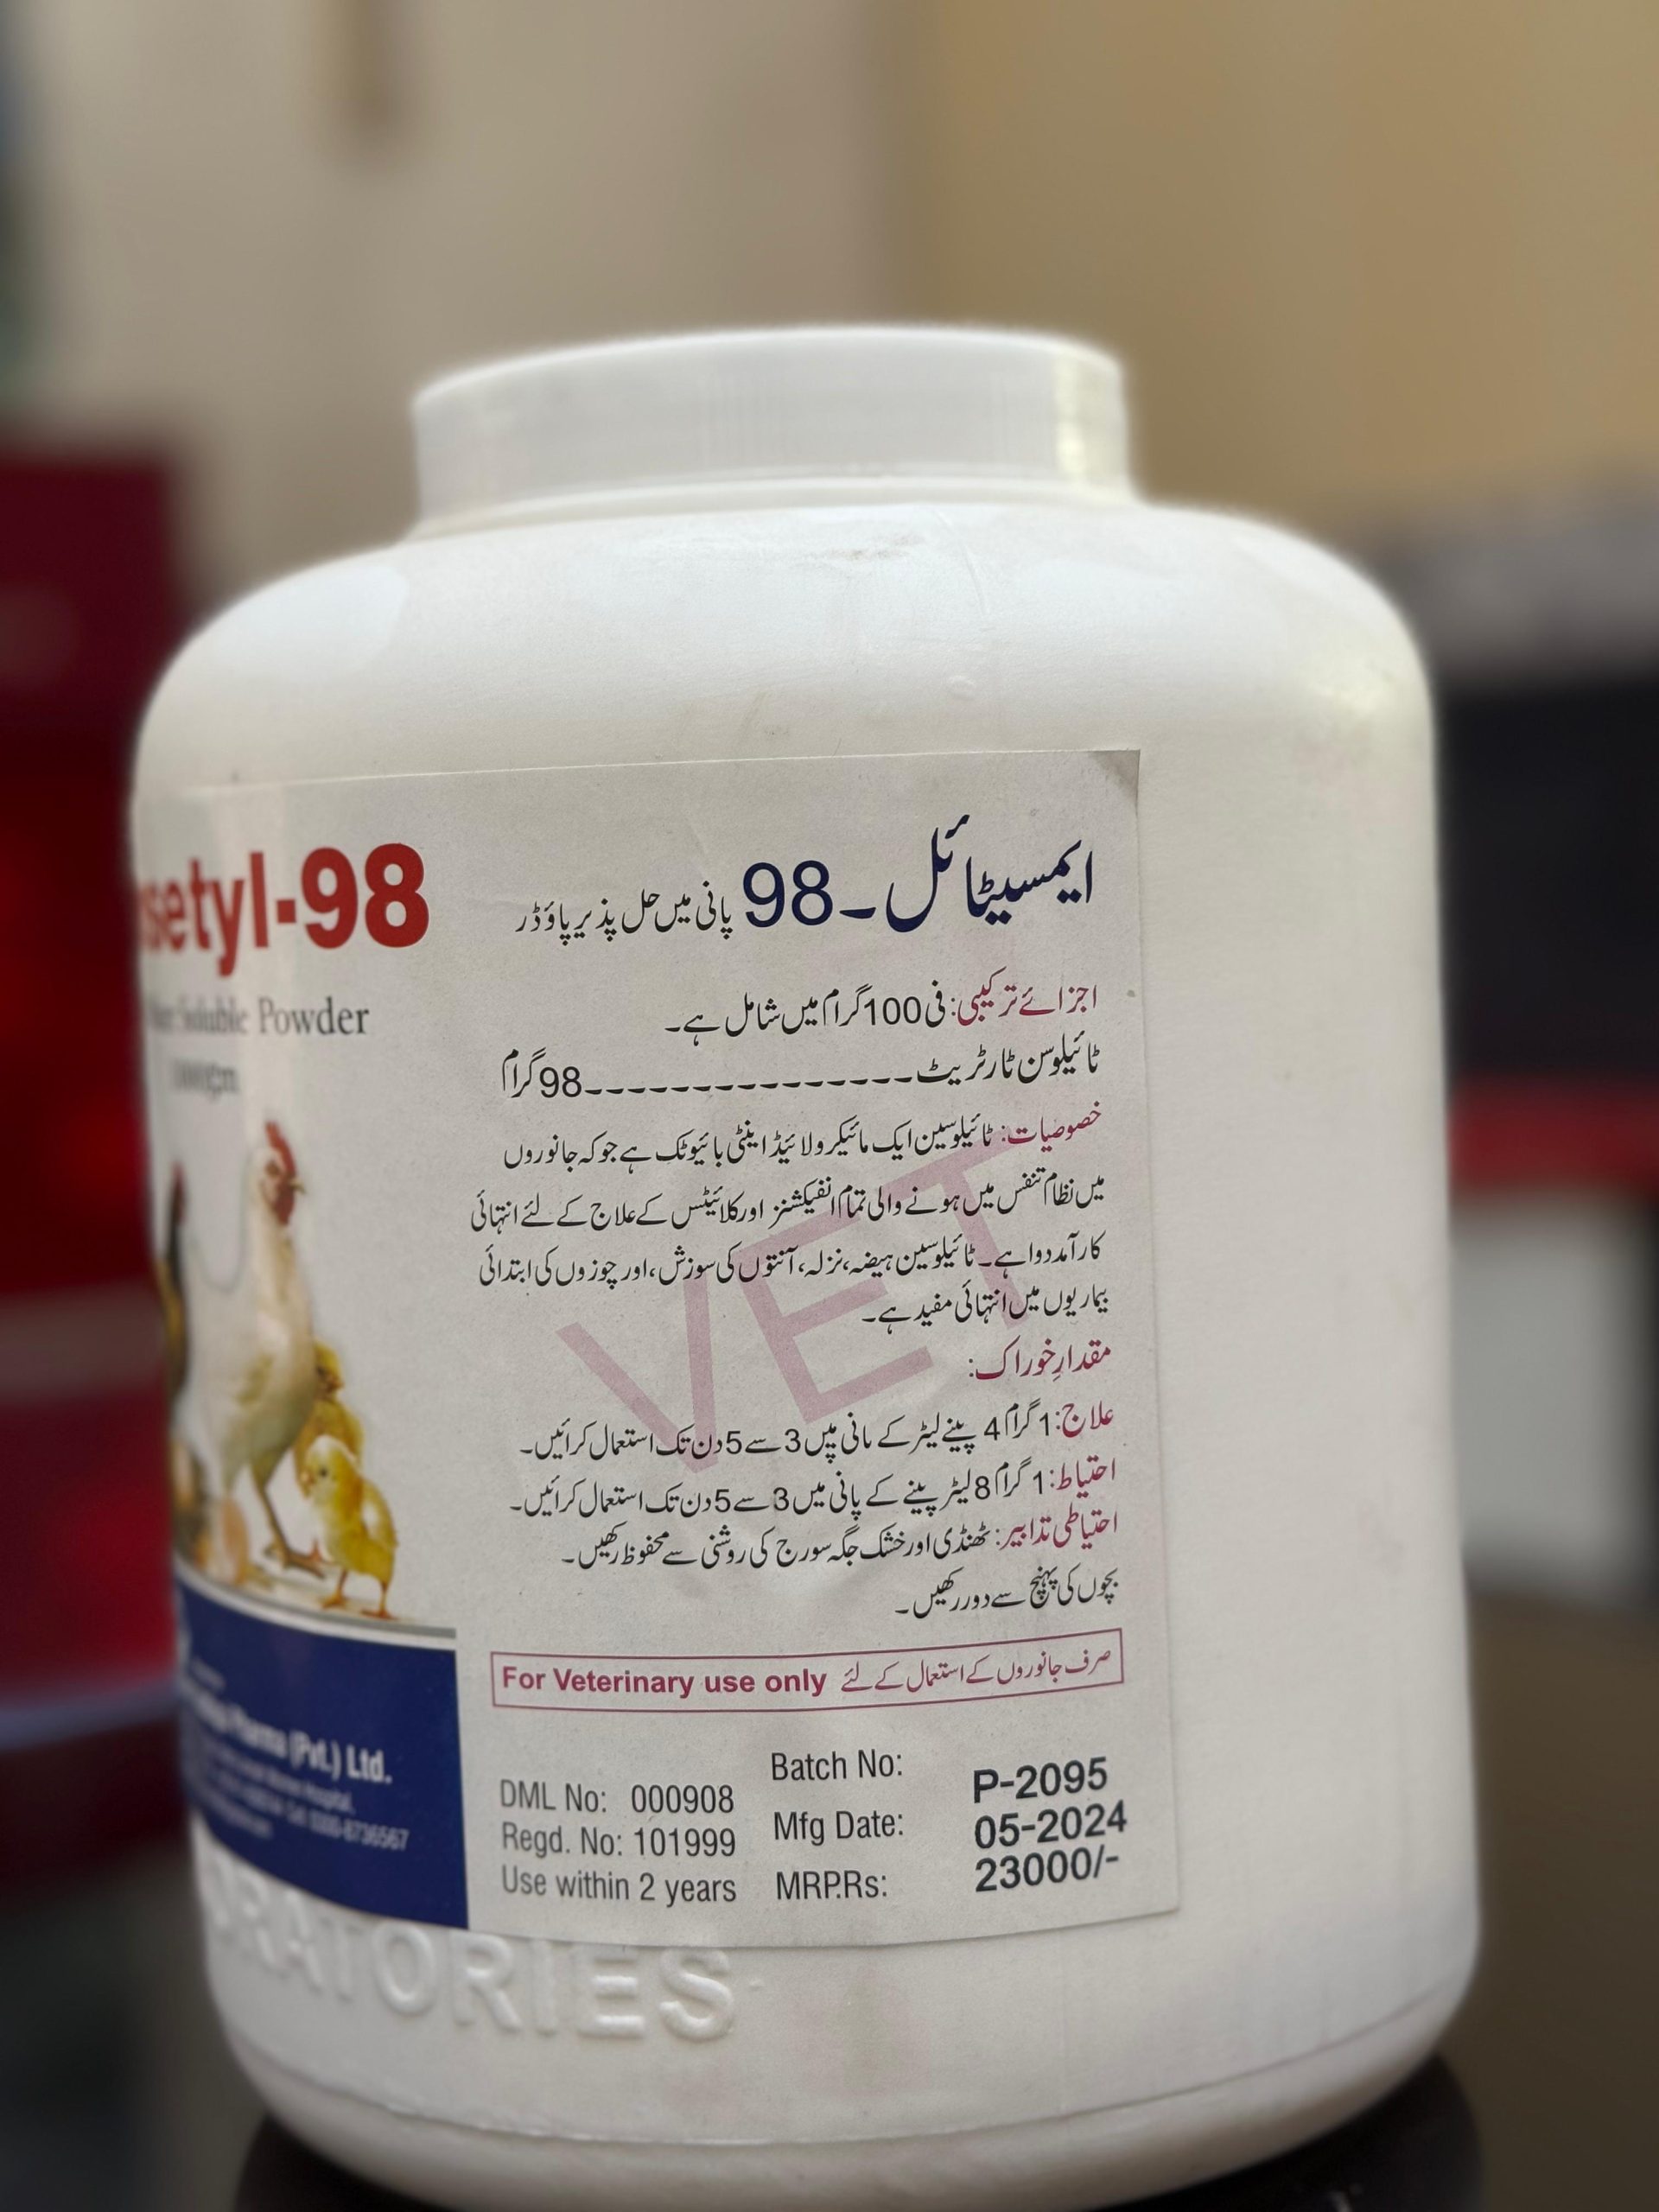 setyl-98
Soluble Powder
ایمسیٹائل ـ 98 پانی میں حل پذیر پاؤڈر
اجزائے ترکیبی: فی 100 گرام میں شامل ہے۔
ٹائیلوسن ٹارٹریٹ ---------------98 گرام
خصوصیات: ٹائیلوسین ایک مائیکرولائیڈ اینٹی بائیوٹک ہے جو کہ جانوروں
میں نظام تنفس میں ہونے والی تمام انفیکشنز اور کلائیٹس کے علاج کے لئے انتہائی
کارآمد دوا ہے۔ ٹائیلوسین ہیضہ، نزلہ، آنتوں کی سوزش، اور چوزوں کی ابتدائی
بیماریوں میں انتہائی مفید ہے۔
مقدارِ خوراک:
علاج: 1 گرام 4 پینے لیٹر کے پانی میں 3 سے 5 دن تک استعمال کرائیں۔
احتیاط: 1 گرام 8 لیٹر پینے کے پانی میں 3 سے 5 دن تک استعمال کرائیں۔
احتیاطی تدابیر: ٹھنڈی اور خشک جگہ سورج کی روشنی سے محفوظ رکھیں۔
بچوں کی پہنچ سے دور رکھیں۔
VET
For Veterinary use only صرف جانوروں کے استعمال کے لئے
DML No: 000908
Regd. No: 101999
Use within 2 years
Batch No: P-2095
Mfg Date: 05-2024
MRP.Rs: 23000/-
Pharma (Pvt.) Ltd.
0300-8736567
ORATORIES